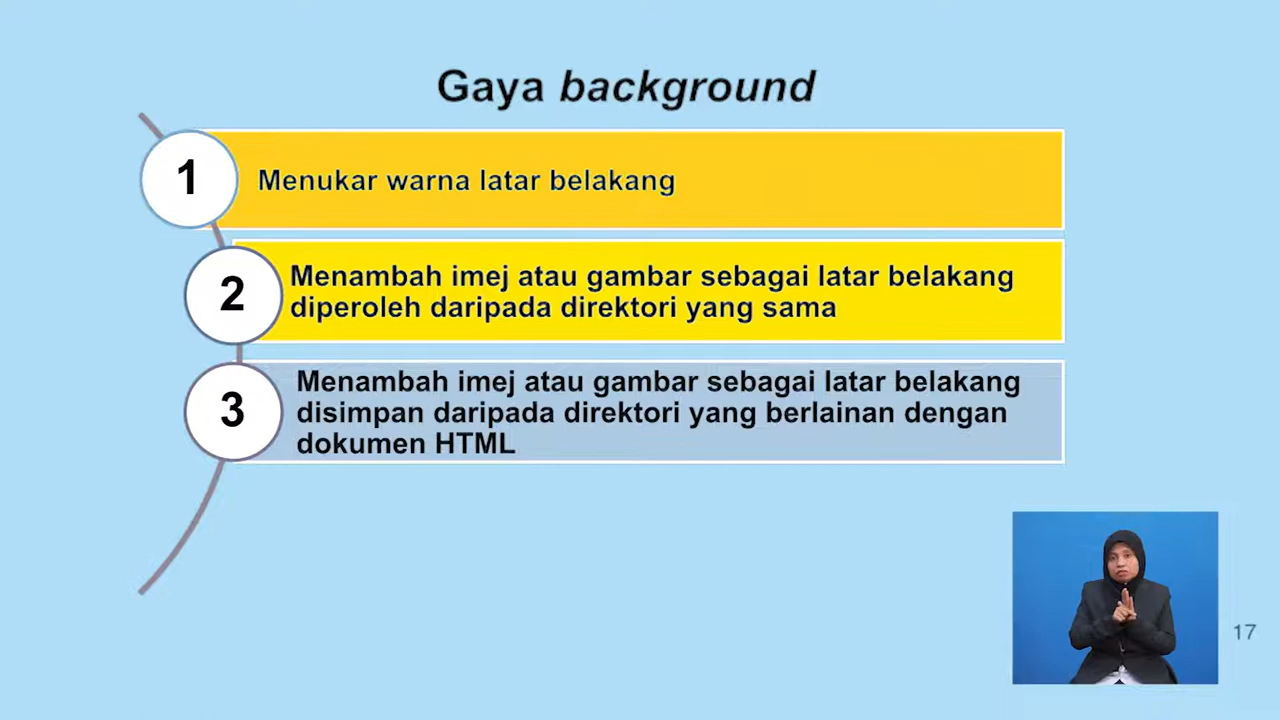 Gaya background
1
Menukar warna latar belakang
2
Menambah imej atau gambar sebagai latar belakang
diperoleh daripada direktori yang sama
3
Menambah imej atau gambar sebagai latar belakang
disimpan daripada direktori yang berlainan dengan
dokumen HTML
17